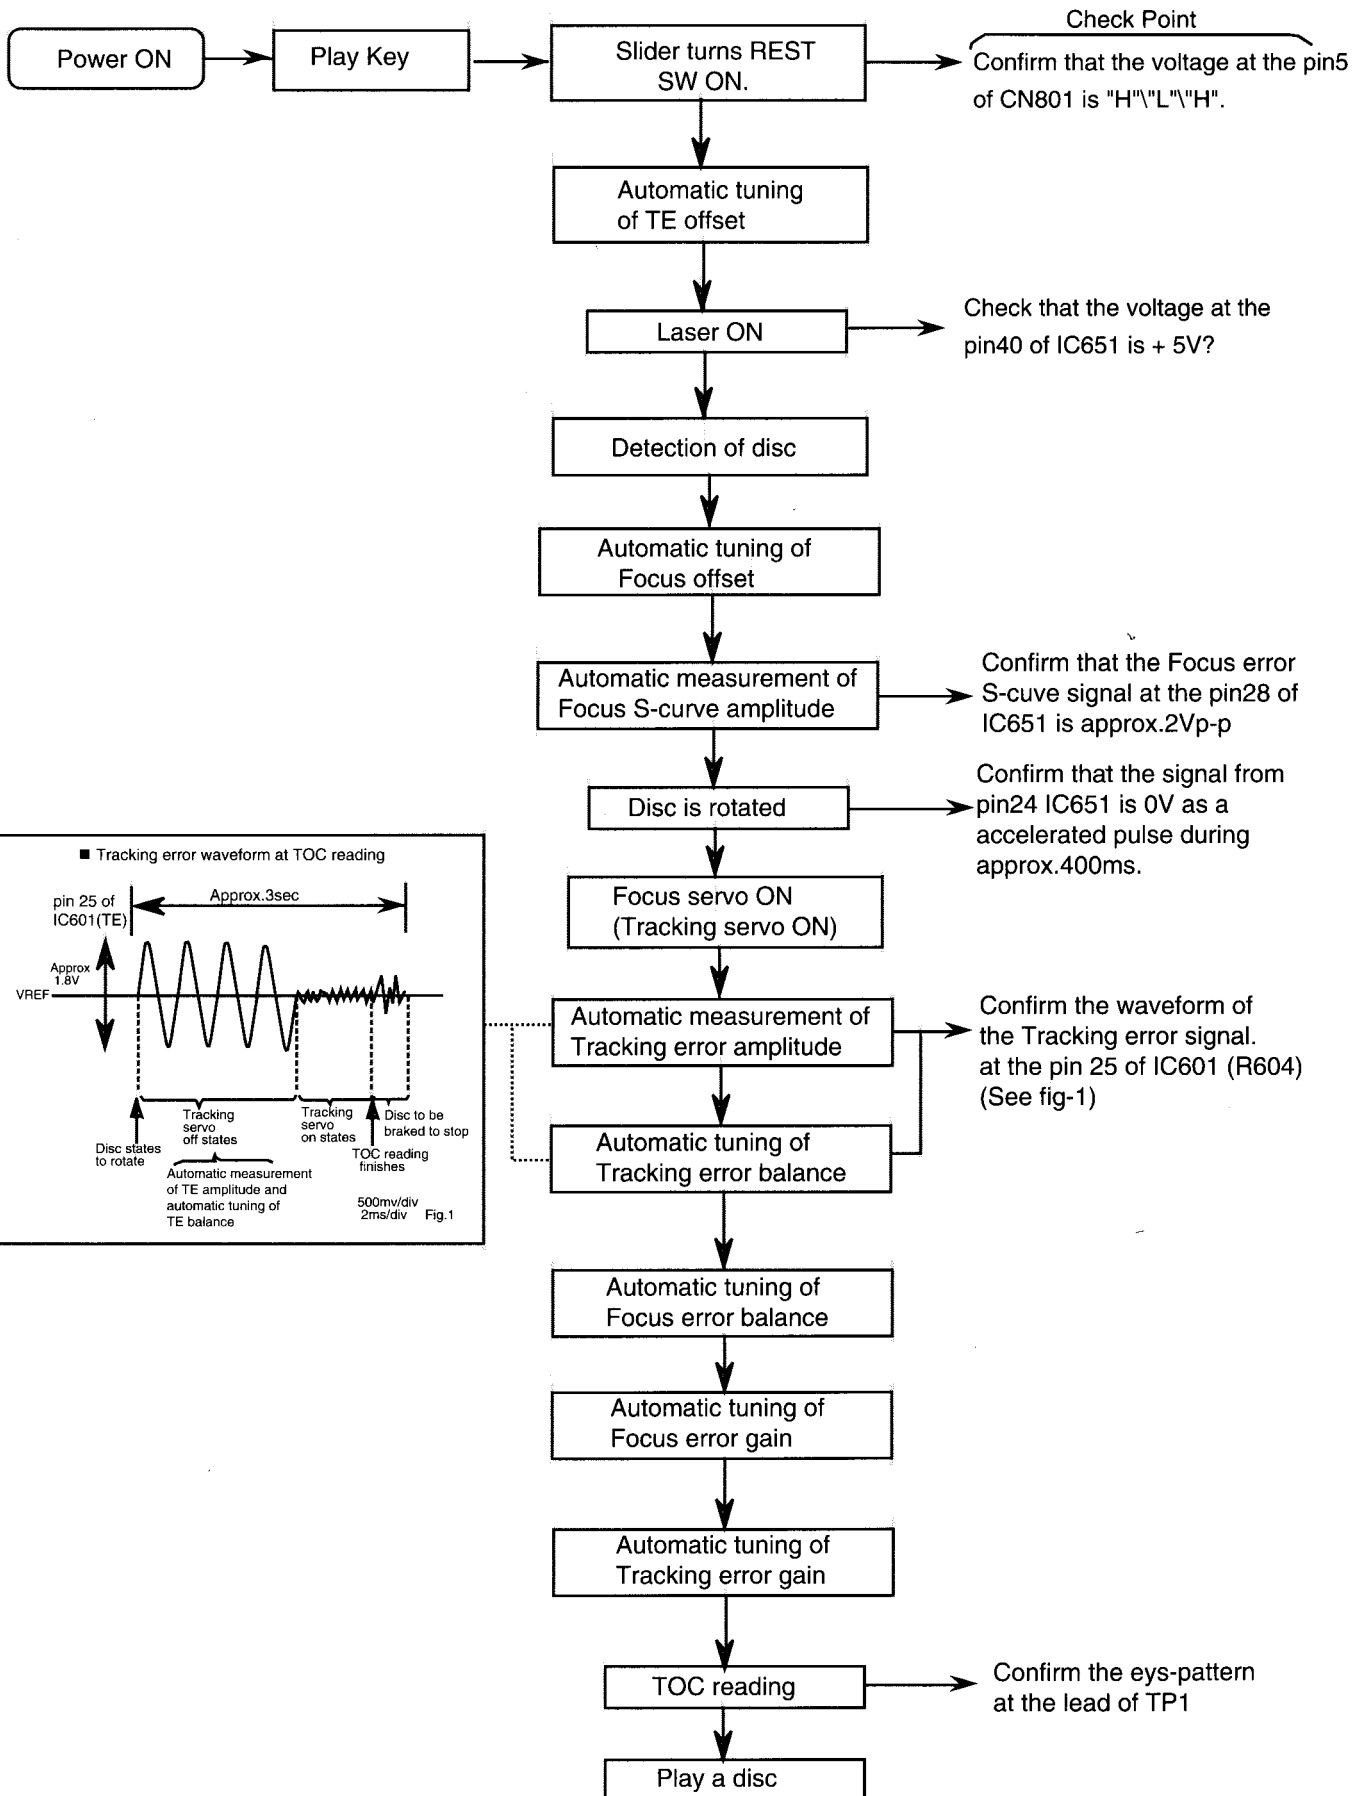 Check Point
Power ON
Play Key
Slider turns REST
SW ON.
Confirm that the voltage at the pin5
of CN801 is "H"\"L"\"H".
Automatic tuning
of TE offset
Laser ON
Check that the voltage at the
pin40 of IC651 is + 5V?
Detection of disc
Automatic tuning of
Focus offset
Automatic measurement of
Focus S-curve amplitude
Confirm that the Focus error
S-cuve signal at the pin28 of
IC651 is approx.2Vp-p
Disc is rotated
Confirm that the signal from
pin24 IC651 is 0V as a
accelerated pulse during
approx.400ms.
Focus servo ON
(Tracking servo ON)
■ Tracking error waveform at TOC reading
pin 25 of
IC601(TE)
Approx.3sec
Approx
1.8V
VREF
Tracking
servo
off states
Tracking
servo
on states
Disc to be
braked to stop
Disc states
to rotate
TOC reading
finishes
Automatic measurement
of TE amplitude and
automatic tuning of
TE balance
500mv/div
2ms/div
Fig.1
Automatic measurement of
Tracking error amplitude
Confirm the waveform of
the Tracking error signal.
at the pin 25 of IC601 (R604)
(See fig-1)
Automatic tuning of
Tracking error balance
Automatic tuning of
Focus error balance
Automatic tuning of
Focus error gain
Automatic tuning of
Tracking error gain
TOC reading
Confirm the eys-pattern
at the lead of TP1
Play a disc